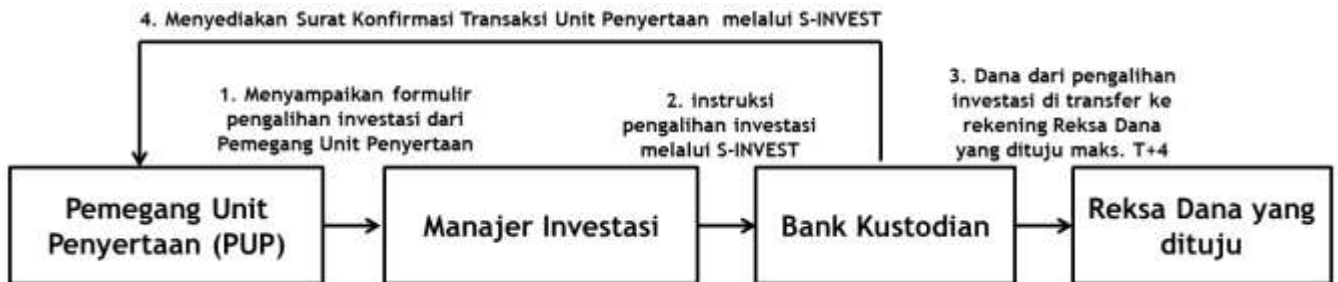 4. Menyediakan Surat Konfirmasi Transaksi Unit Penyertaan melalui S-INVEST
1. Menyampaikan formulir
pengalihan investasi dari
Pemegang Unit Penyertaan
2. instruksi
pengalihan investasi
melalui S-INVEST
3. Dana dari pengalihan
investasi di transfer ke
rekening Reksa Dana
yang dituju maks. T+4
Pemegang Unit
Penyertaan (PUP)
Manajer Investasi
Bank Kustodian
Reksa Dana yang
dituju